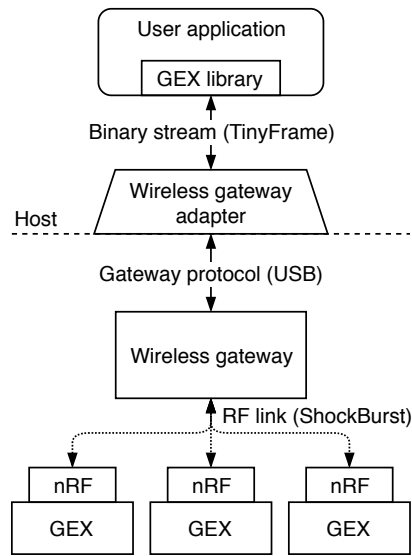 User application
GEX library
Binary stream (TinyFrame)
Wireless gateway
adapter
Host
Gateway protocol (USB)
Wireless gateway
RF link (ShockBurst)
nRF nRF nRF
GEX GEX GEX